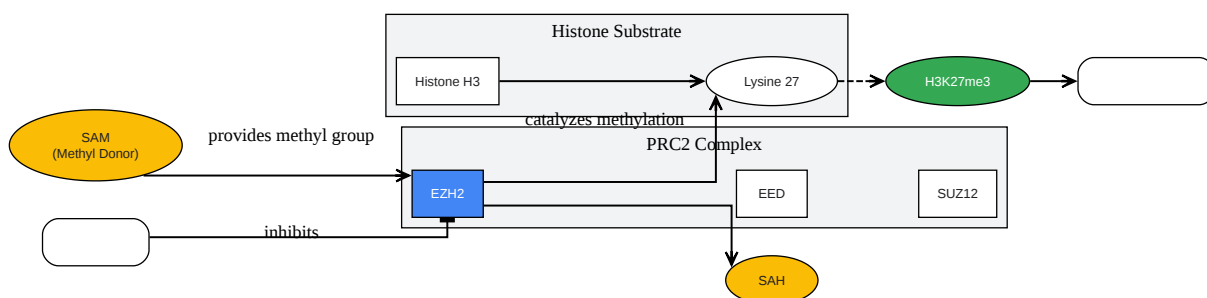 Histone Substrate
Histone H3
Lysine 27
H3K27me3
catalyzes methylation
provides methyl group
SAM
(Methyl Donor)
PRC2 Complex
EZH2
EED
SUZ12
inhibits
SAH